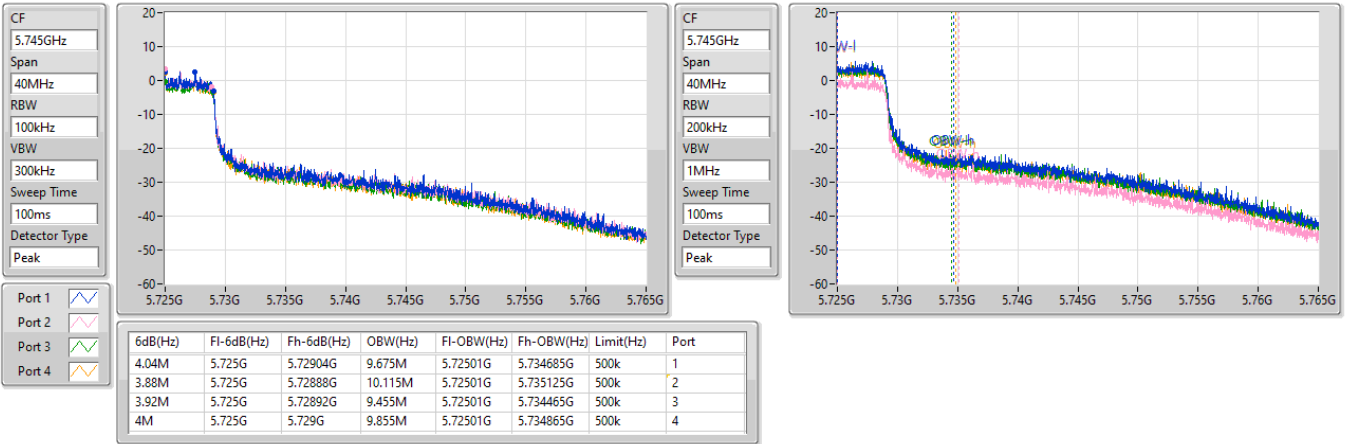 CF
5.745GHz
Span
40MHz
RBW
100kHz
VBW
300kHz
Sweep Time
100ms
Detector Type
Peak
20-
10-
0-
-10-
-20-
-30-
-40-
-50-
-60-
5.725G 5.73G 5.735G 5.74G 5.745G 5.75G 5.755G 5.76G 5.765G
CF
5.745GHz
Span
40MHz
RBW
200kHz
VBW
1MHz
Sweep Time
100ms
Detector Type
Peak
20-
10-
0-
-10-
-20-
-30-
-40-
-50-
-60-
W-l
OBW-h
5.725G 5.73G 5.735G 5.74G 5.745G 5.75G 5.755G 5.76G 5.765G
Port 1
Port 2
Port 3
Port 4
6dB(Hz) Fl-6dB(Hz) Fh-6dB(Hz) OBW(Hz) Fl-OBW(Hz) Fh-OBW(Hz) Limit(Hz) Port
4.04M 5.725G 5.72904G 9.675M 5.72501G 5.734685G 500k 1
3.88M 5.725G 5.72888G 10.115M 5.72501G 5.735125G 500k 2
3.92M 5.725G 5.72892G 9.455M 5.72501G 5.734465G 500k 3
4M 5.725G 5.729G 9.855M 5.72501G 5.734865G 500k 4